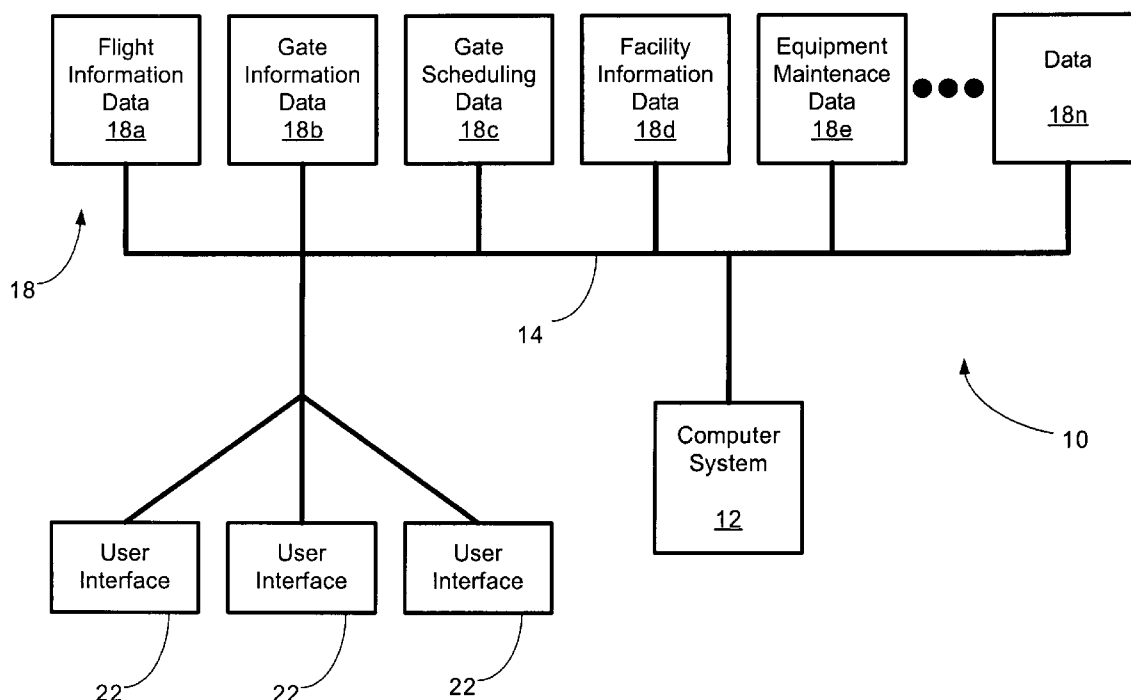 Flight
Information
Data
18a
Gate
Information
Data
18b
Gate
Scheduling
Data
18c
Facility
Information
Data
18d
Equipment
Maintenace
Data
18e
Data
18n
18
14
10
Computer
System
12
User
Interface
User
Interface
User
Interface
22
22
22